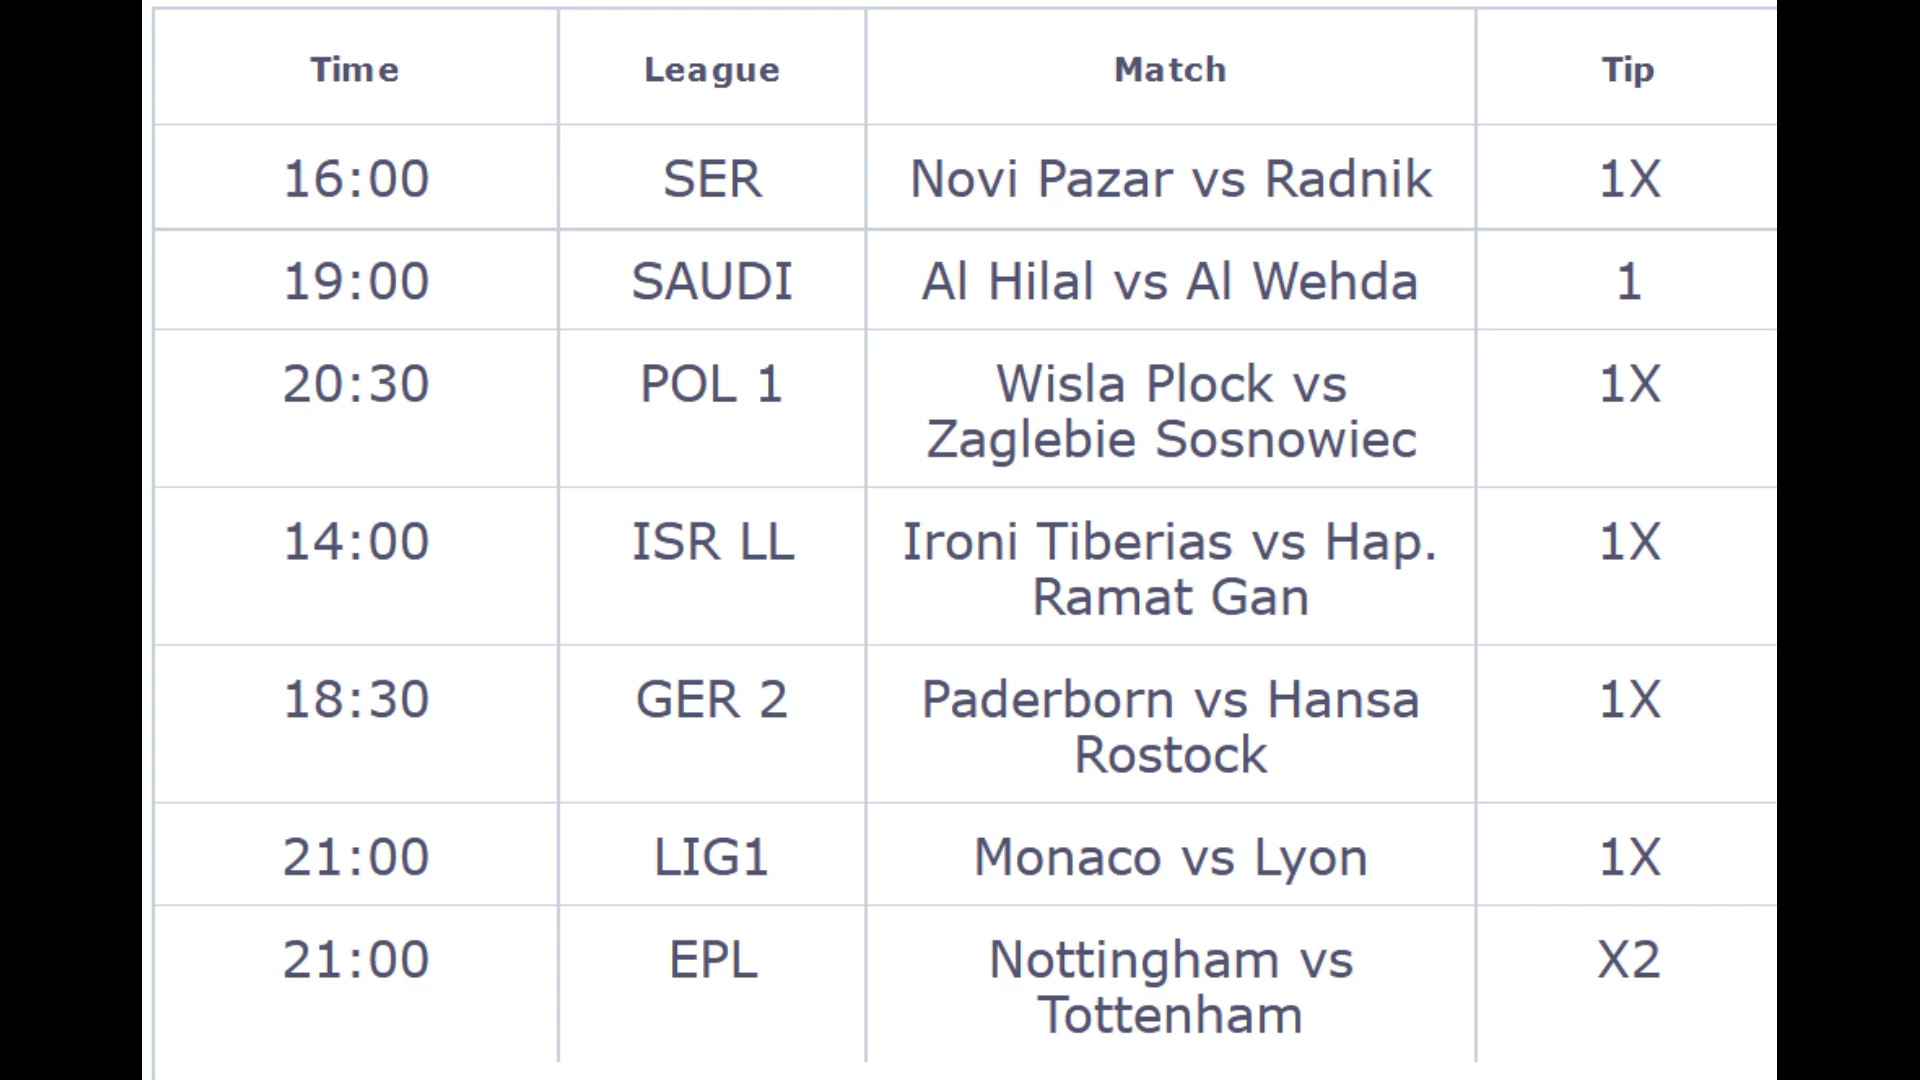 Time League Match Tip
16:00 SER Novi Pazar vs Radnik 1X
19:00 SAUDI Al Hilal vs Al Wehda 1
20:30 POL 1 Wisla Plock vs 1X
Zaglebie Sosnowiec
14:00 ISR LL Ironi Tiberias vs Hap. 1X
Ramat Gan
18:30 GER 2 Paderborn vs Hansa 1X
Rostock
21:00 LIG1 Monaco vs Lyon 1X
21:00 EPL Nottingham vs X2
Tottenham